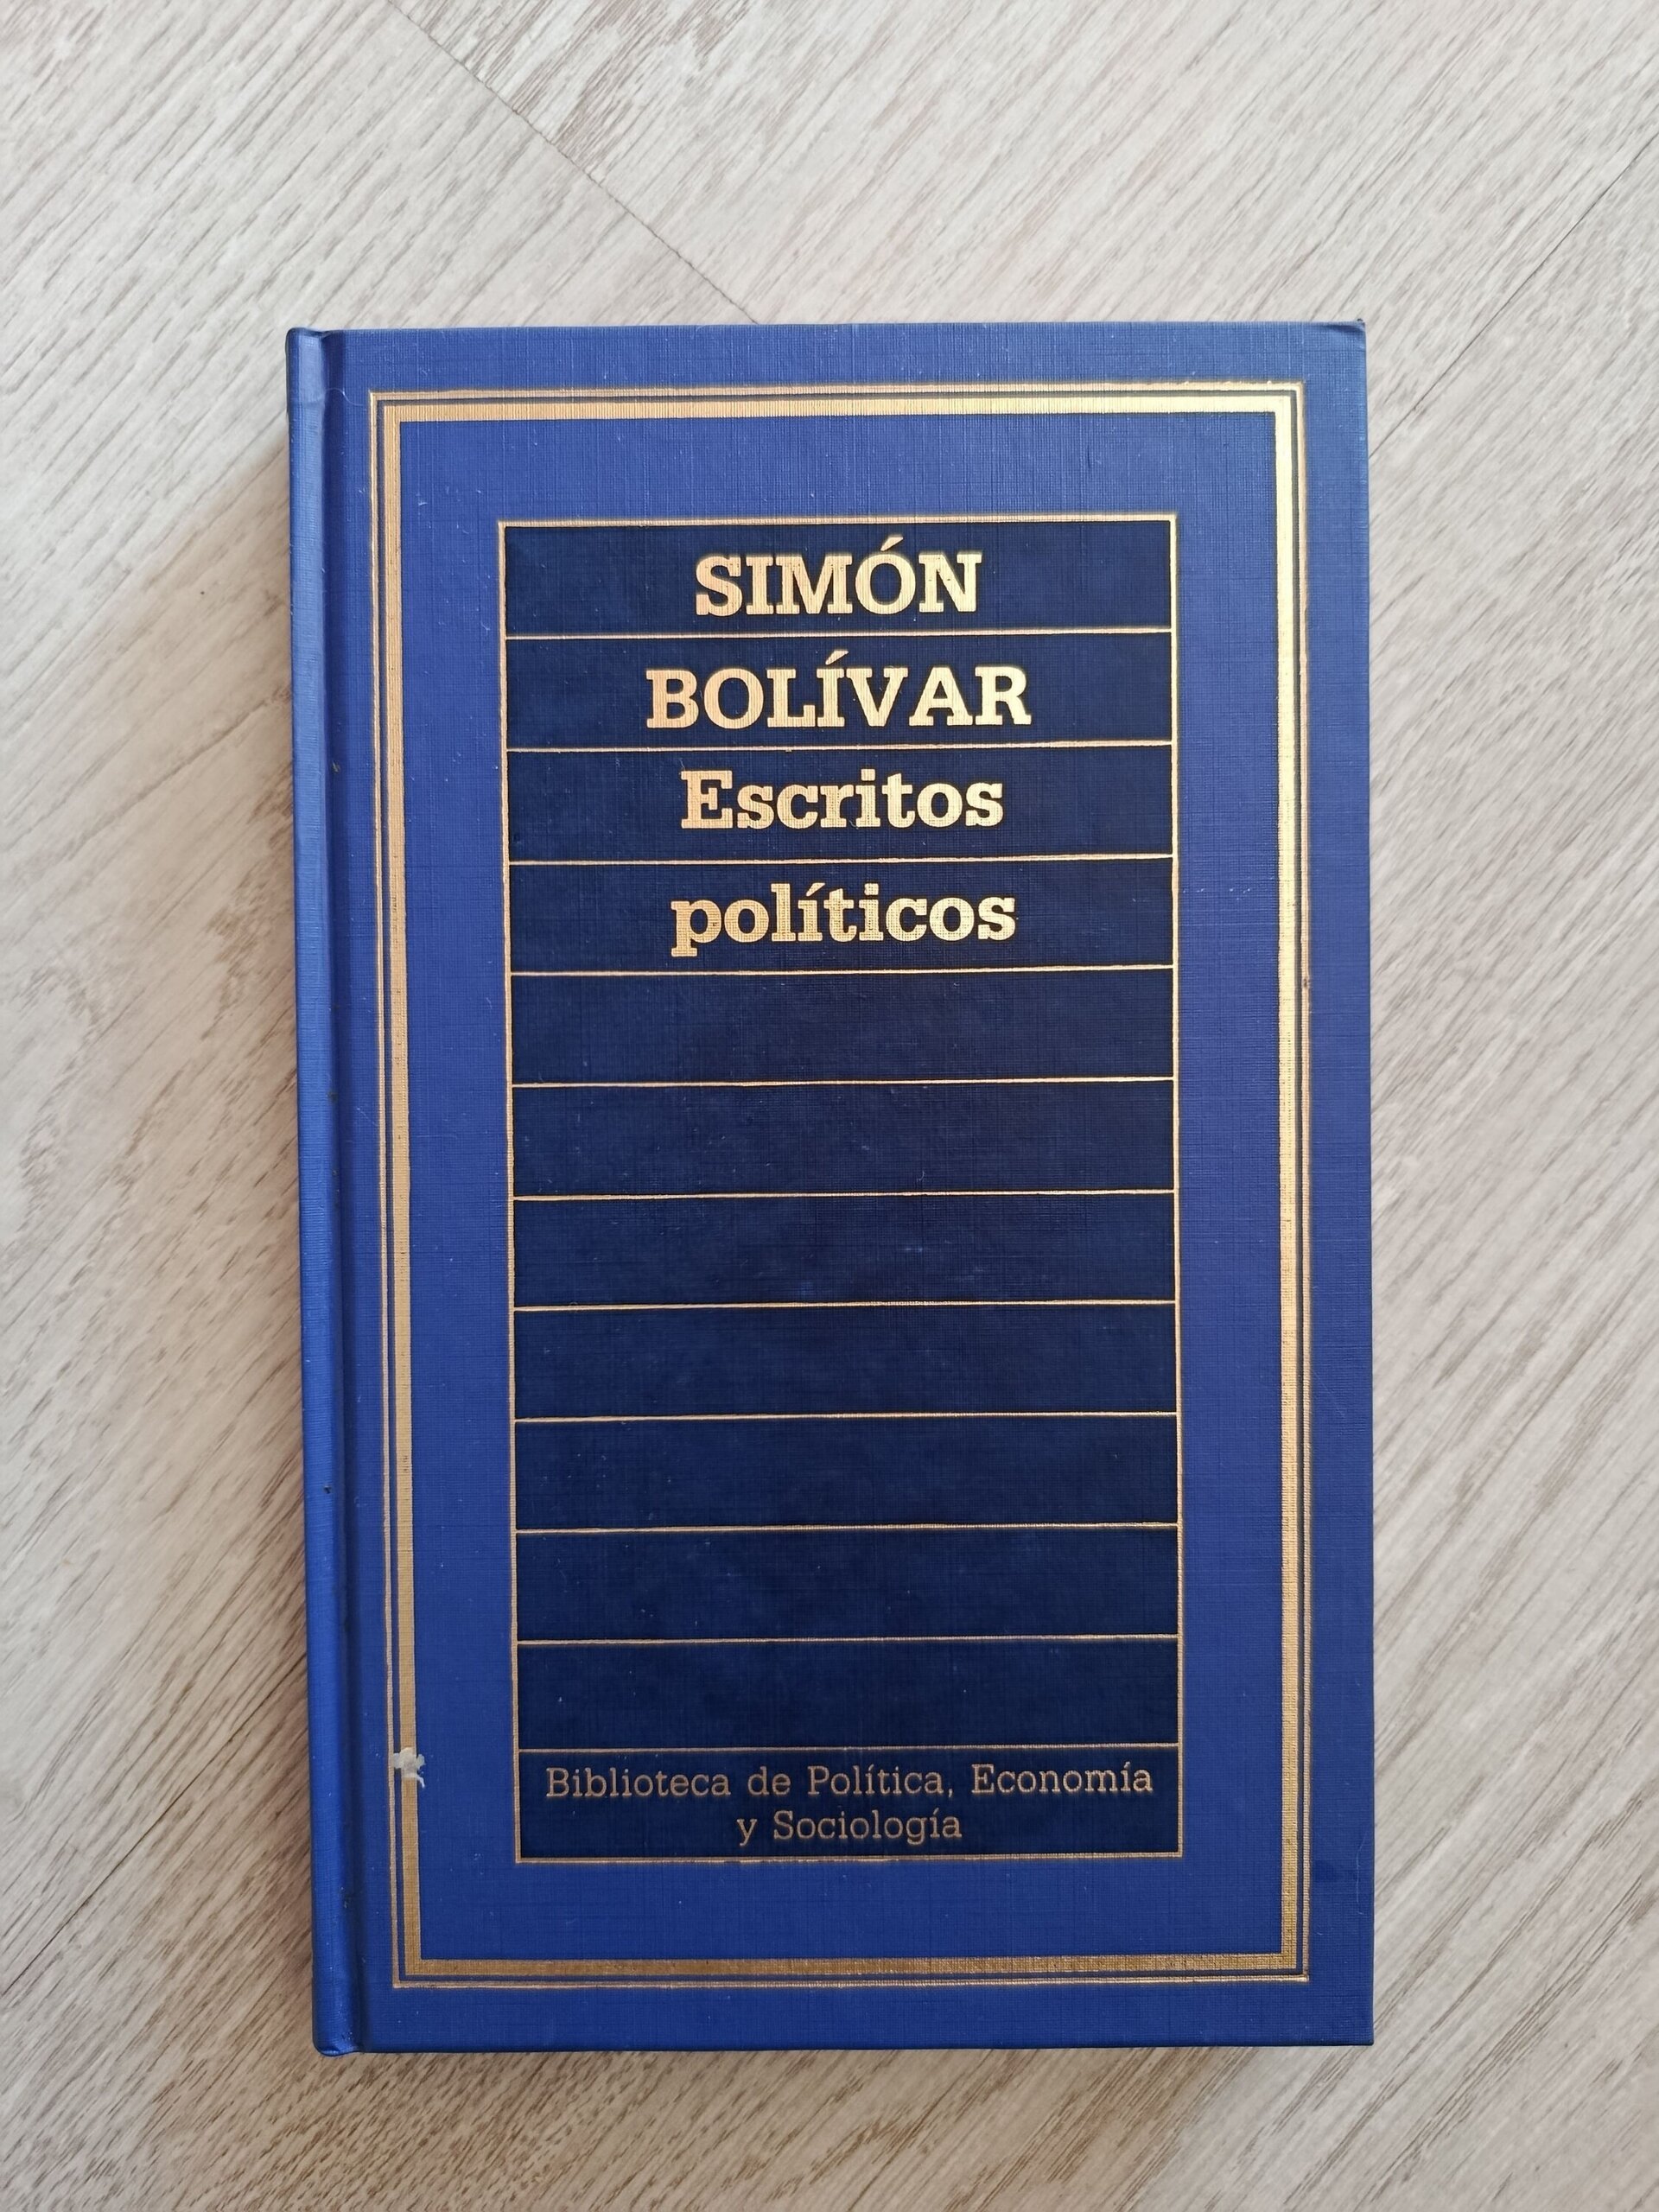 SIMÓN
BOLÍVAR
Escritos
políticos
Biblioteca de Política, Economía
y Sociología